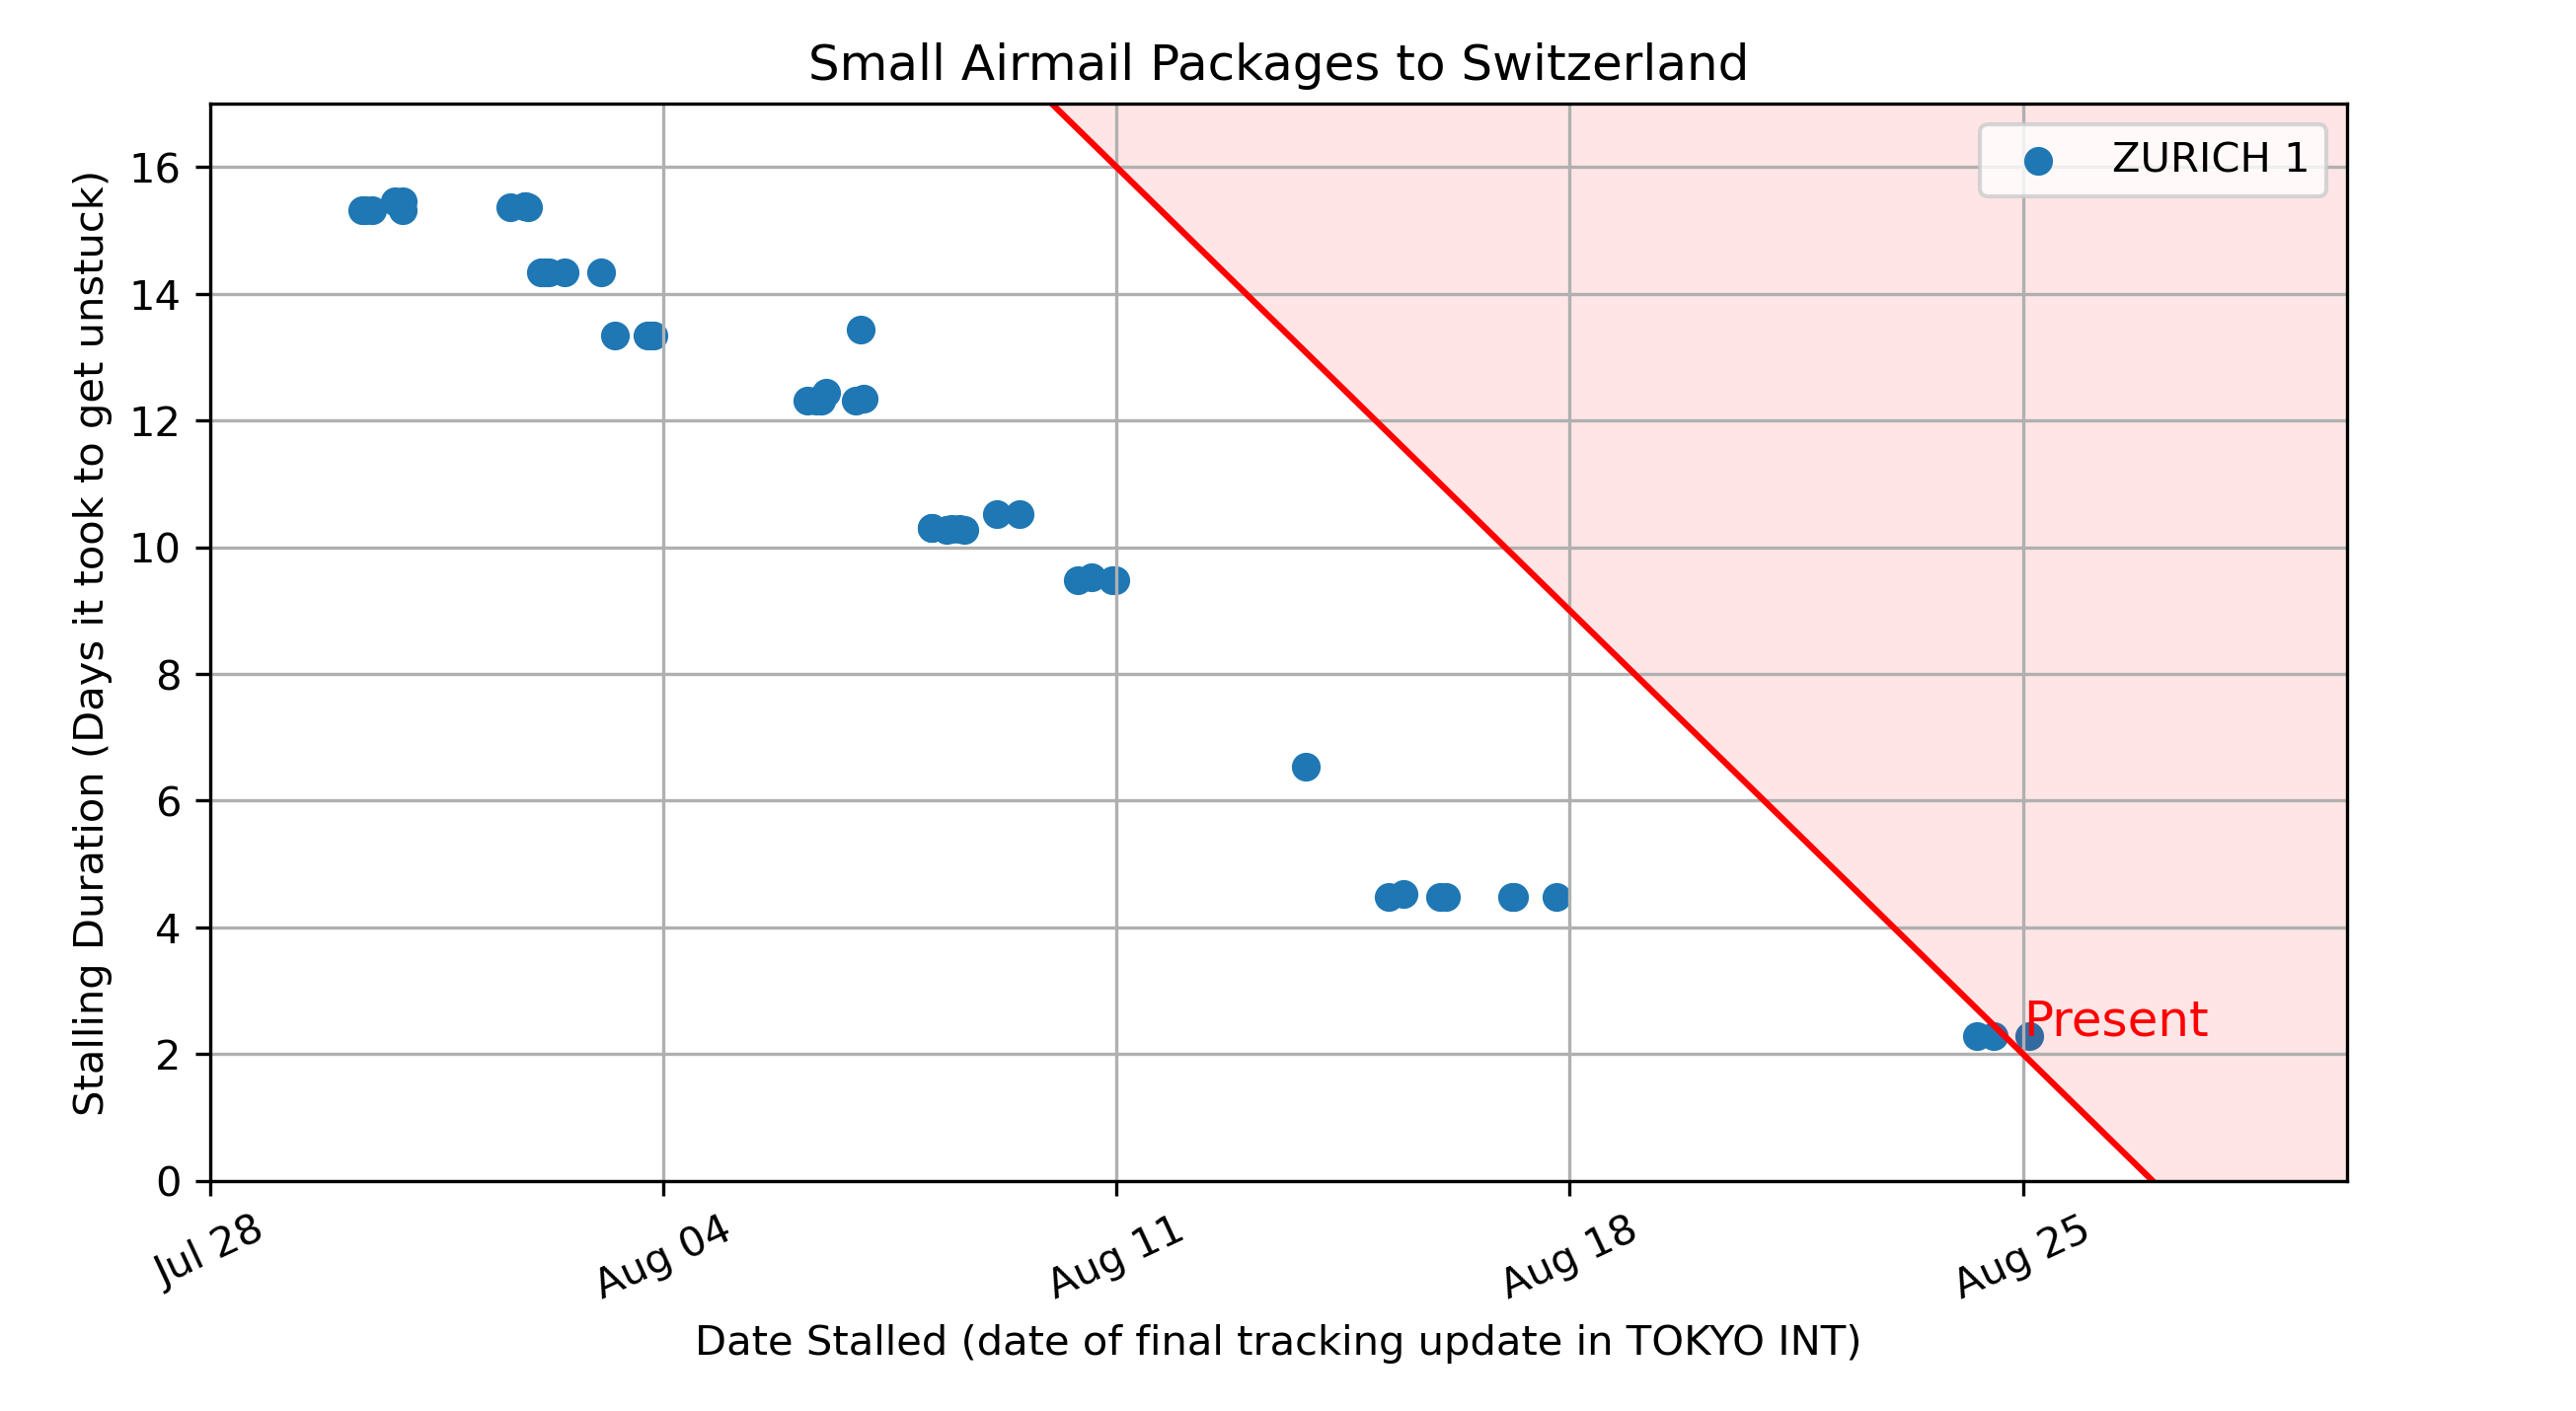 Small Airmail Packages to Switzerland
ZURICH 1
Stalling Duration (Days it took to get unstuck)
16
14
12
10
8
6
4
2
0
Present
Jul 28
Aug 04
Aug 11
Aug 18
Aug 25
Date Stalled (date of final tracking update in TOKYO INT)